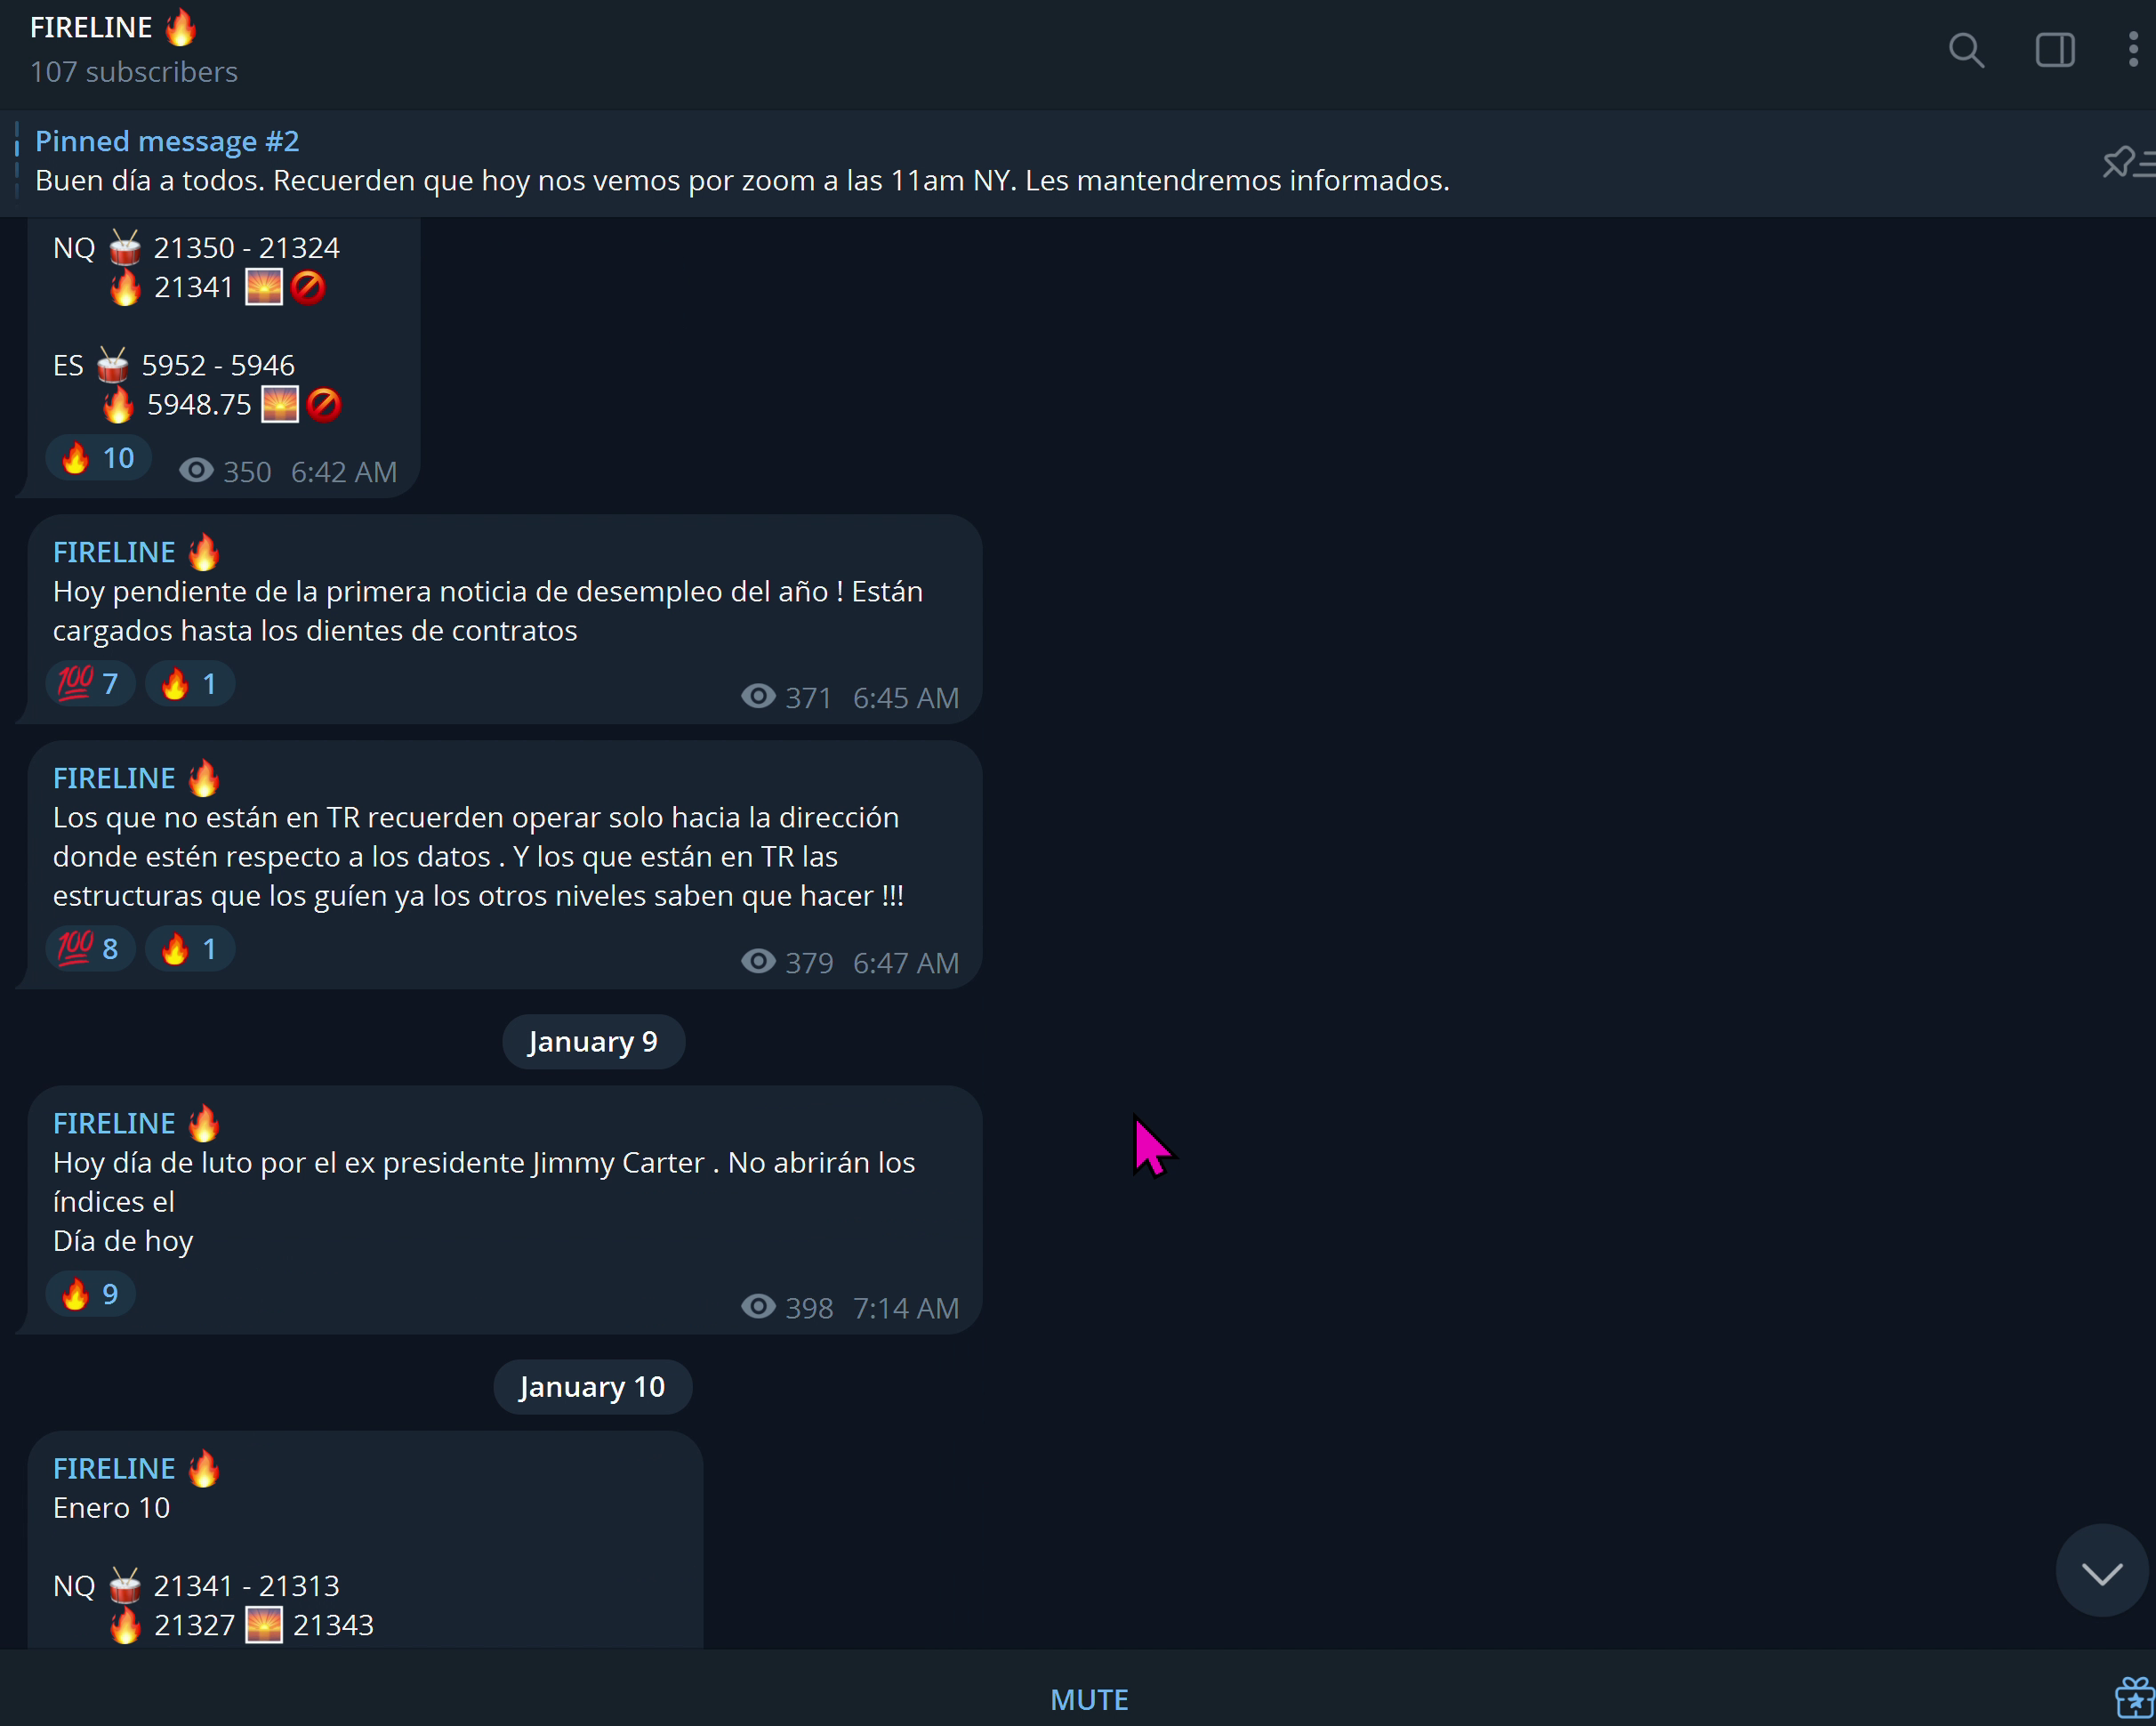 FIRELINE 🔥
107 subscribers
Pinned message #2
Buen día a todos. Recuerden que hoy nos vemos por zoom a las 11am NY. Les mantendremos informados.
NQ 🥁 21350 - 21324
🔥 21341 🌅🚫
ES 🥁 5952 - 5946
🔥 5948.75 🌅🚫
🔥 10 350 6:42 AM
FIRELINE 🔥
Hoy pendiente de la primera noticia de desempleo del año ! Están
cargados hasta los dientes de contratos
💯 7 🔥 1 371 6:45 AM
FIRELINE 🔥
Los que no están en TR recuerden operar solo hacia la dirección
donde estén respecto a los datos . Y los que están en TR las
estructuras que los guíen ya los otros niveles saben que hacer !!!
💯 8 🔥 1 379 6:47 AM
January 9
FIRELINE 🔥
Hoy día de luto por el ex presidente Jimmy Carter . No abrirán los
índices el
Día de hoy
🔥 9 398 7:14 AM
January 10
FIRELINE 🔥
Enero 10
NQ 🥁 21341 - 21313
🔥 21327 🌅 21343
MUTE